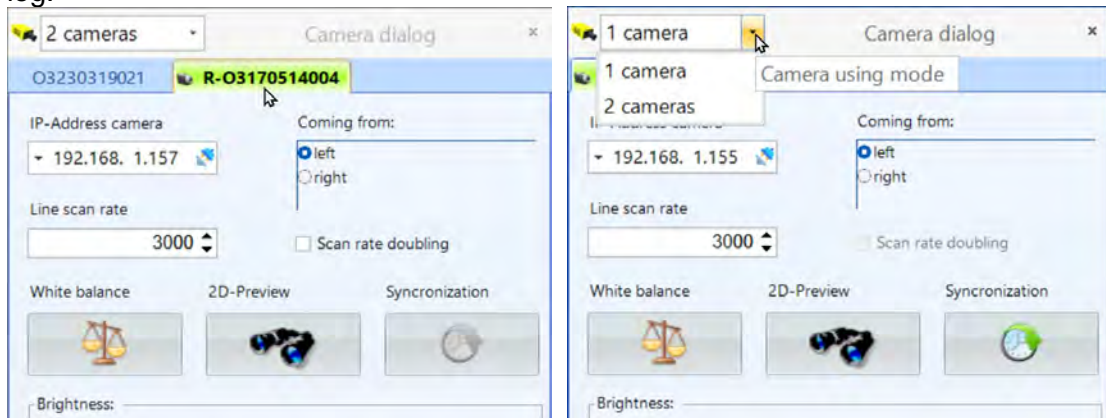 log.
2 cameras
Camera dialog
O3230319021
R-O3170514004
IP-Address camera
Coming from:
192.168. 1.157
left
right
Line scan rate
3000
Scan rate doubling
White balance
2D-Preview
Syncronization
Brightness:
1 camera
Camera dialog
1 camera
Camera using mode
2 cameras
Coming from:
192.168. 1.155
left
right
Line scan rate
3000
Scan rate doubling
White balance
2D-Preview
Syncronization
Brightness: